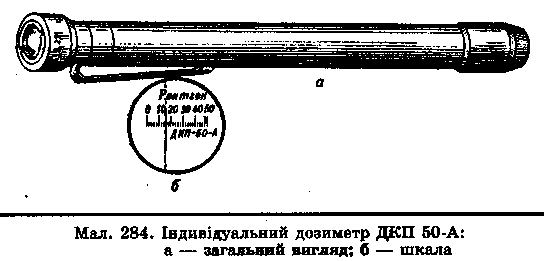 а
Рентген
0 10 20 30 40 50
ДКП-50-А
б
Мал. 284. Індивідуальний дозиметр ДКП 50-А:
а — загальний вигляд; б — шкала